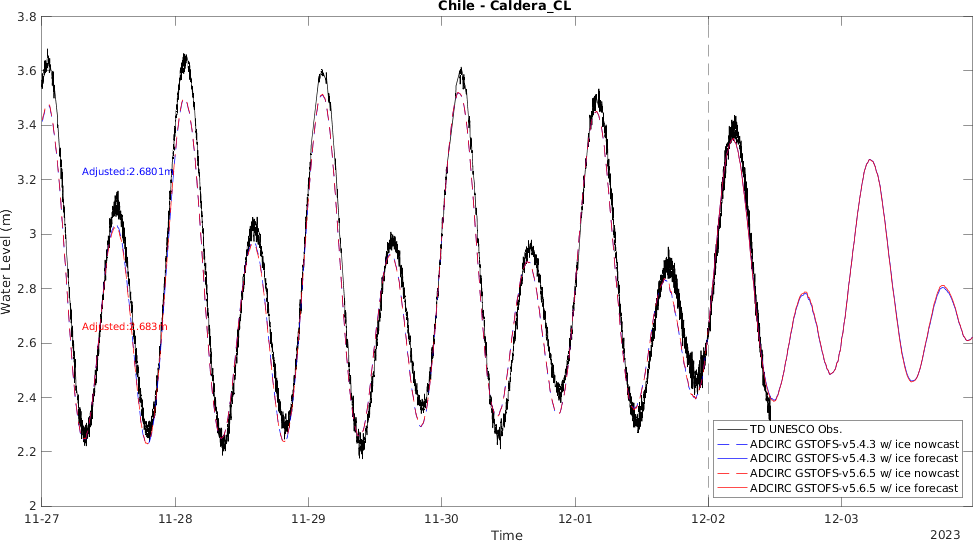 Chile - Caldera_CL
3.8
3.6
3.4
3.2
3
2.8
2.6
2.4
2.2
2
Water Level (m)
Adjusted:2.6801m
Adjusted:2.683m
TD UNESCO Obs.
ADCIRC GSTOFS-v5.4.3 w/ ice nowcast
ADCIRC GSTOFS-v5.4.3 w/ ice forecast
ADCIRC GSTOFS-v5.6.5 w/ ice nowcast
ADCIRC GSTOFS-v5.6.5 w/ ice forecast
11-27 11-28 11-29 11-30 12-01 12-02 12-03
Time
2023